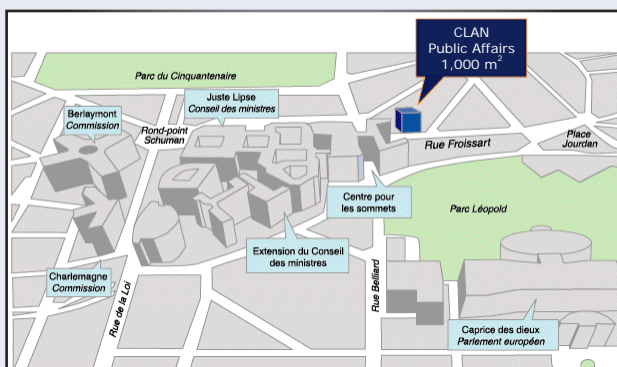 CLAN
Public Affairs
1,000 m²
Parc du Cinquantenaire
Juste Lipse
Conseil des ministres
Berlaymont
Commission
Rond-point
Schuman
Rue Froissart
Place
Jourdan
Centre pour
les sommets
Parc Léopold
Extension du Conseil
des ministres
Charlemagne
Commission
Rue de la Loi
Rue Belliard
Caprice des dieux
Parlement européen